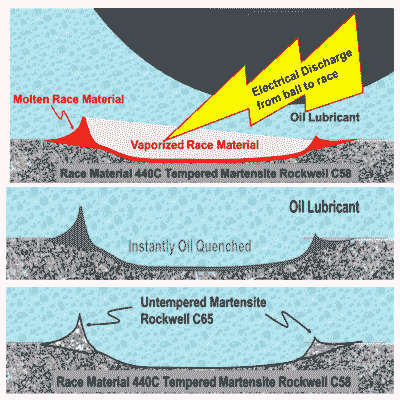 Electrical Discharge
from ball to race
Molten Race Material
Oil Lubricant
Vaporized Race Material
Race Material 440C Tempered Martensite Rockwell C58
Oil Lubricant
Instantly Oil Quenched
Untempered Martensite
Rockwell C65
Race Material 440C Tempered Martensite Rockwell C58